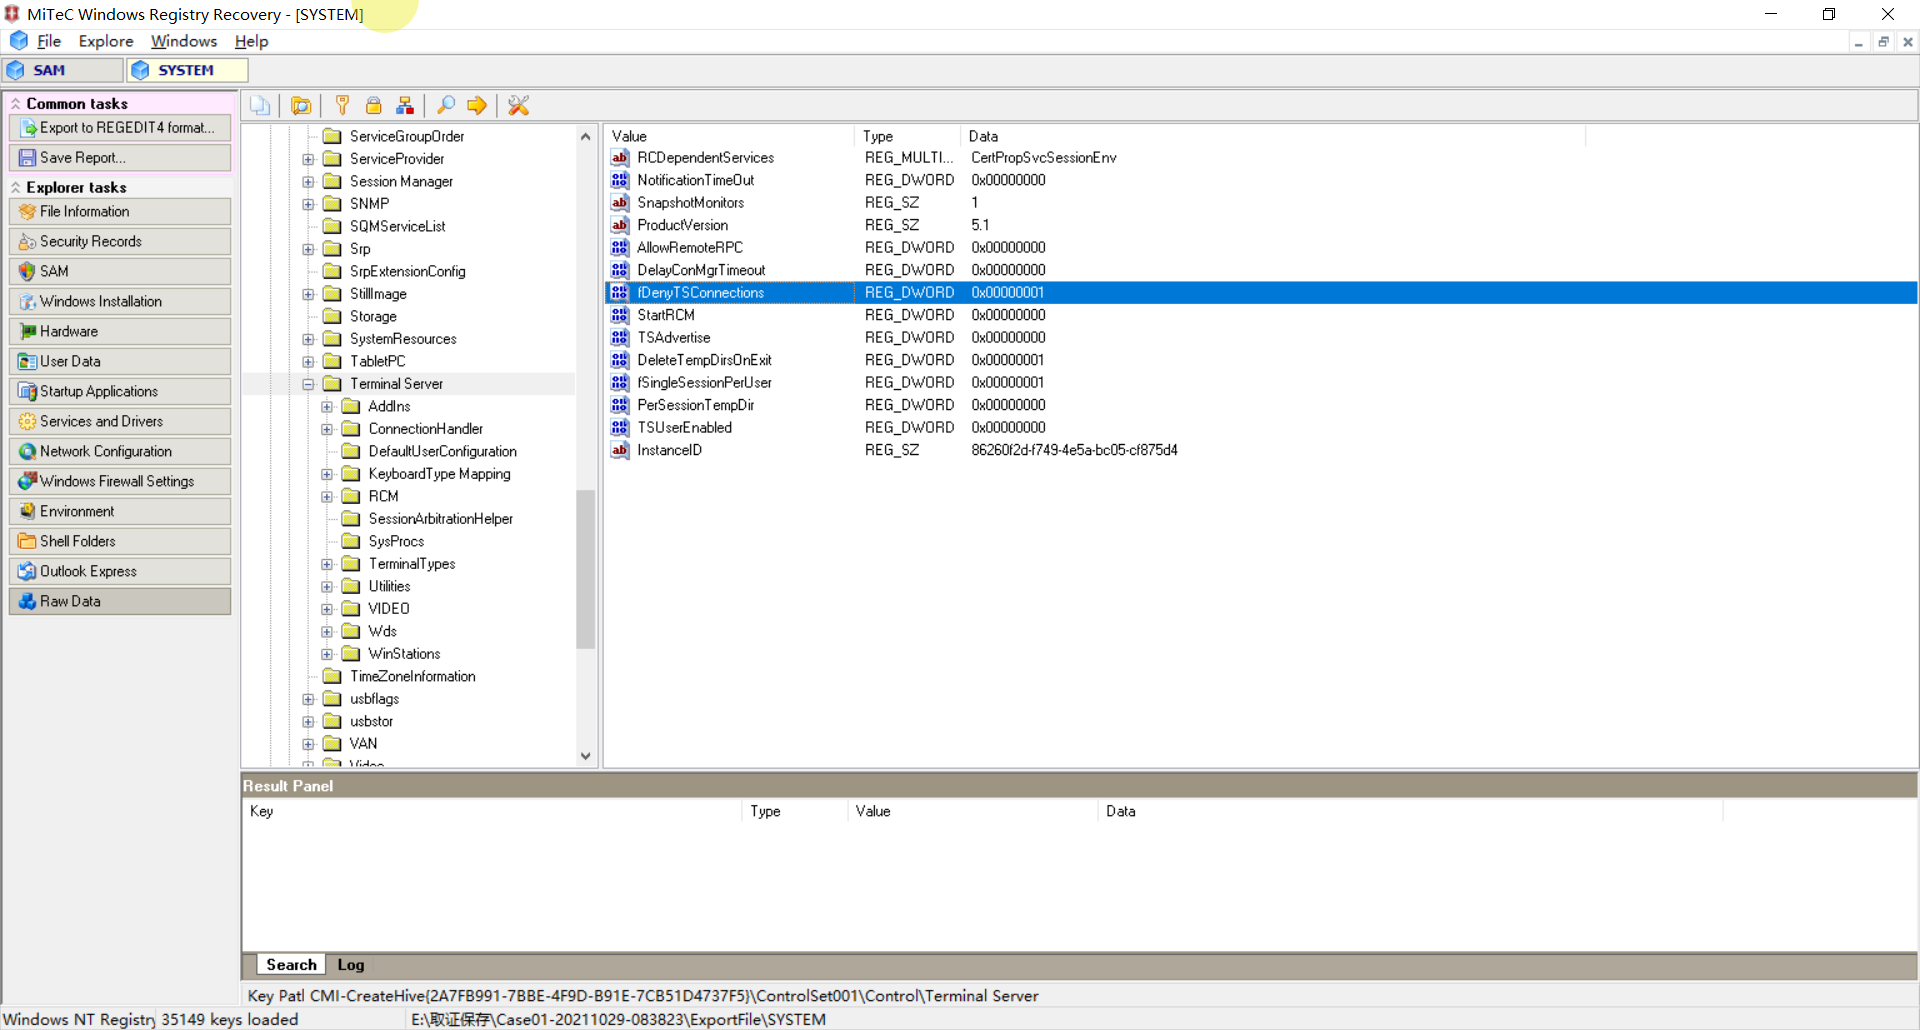 MiTeC Windows Registry Recovery - [SYSTEM]
File Explore Windows Help
SAM SYSTEM
Common tasks
Export to REGEDIT4 format...
Save Report...
Explorer tasks
File Information
Security Records
SAM
Windows Installation
Hardware
User Data
Startup Applications
Services and Drivers
Network Configuration
Windows Firewall Settings
Environment
Shell Folders
Outlook Express
Raw Data
ServiceGroupOrder
ServiceProvider
Session Manager
SNMP
SQMServiceList
Srp
SrpExtensionConfig
StillImage
Storage
SystemResources
TabletPC
Terminal Server
AddIns
ConnectionHandler
DefaultUserConfiguration
KeyboardType Mapping
RCM
SessionArbitrationHelper
SysProcs
TerminalTypes
Utilities
VIDEO
Wds
WinStations
TimeZoneInformation
usbflags
usbstor
VAN
Video
Value Type Data
RCDependentServices REG_MULTI... CertPropSvcSessionEnv
NotificationTimeOut REG_DWORD 0x00000000
SnapshotMonitors REG_SZ 1
ProductVersion REG_SZ 5.1
AllowRemoteRPC REG_DWORD 0x00000000
DelayConMgrTimeout REG_DWORD 0x00000000
fDenyTSConnections REG_DWORD 0x00000001
StartRCM REG_DWORD 0x00000000
TSAdvertise REG_DWORD 0x00000000
DeleteTempDirsOnExit REG_DWORD 0x00000001
fSingleSessionPerUser REG_DWORD 0x00000001
PerSessionTempDir REG_DWORD 0x00000000
TSUserEnabled REG_DWORD 0x00000000
InstanceID REG_SZ 86260f2d-f749-4e5a-bc05-cf875d4
Result Panel
Key Type Value Data
Search Log
Key Patl CMI-CreateHive{2A7FB991-7BBE-4F9D-B91E-7CB51D4737F5}\ControlSet001\Control\Terminal Server
Windows NT Registry 35149 keys loaded E:\取证保存\Case01-20211029-083823\ExportFile\SYSTEM